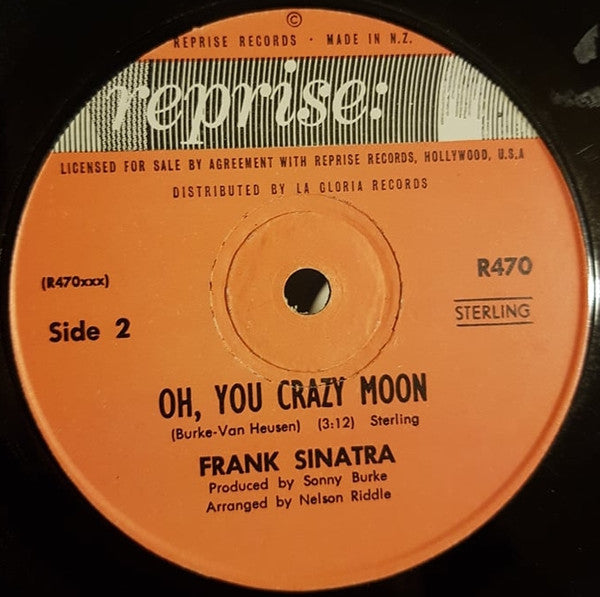 ©
REPRISE RECORDS · MADE IN N.Z.
reprise:
LICENSED FOR SALE BY AGREEMENT WITH REPRISE RECORDS, HOLLYWOOD, U.S.A
DISTRIBUTED BY LA GLORIA RECORDS
(R470xxx)
R470
Side 2
STERLING
OH, YOU CRAZY MOON
(Burke-Van Heusen) (3:12) Sterling
FRANK SINATRA
Produced by Sonny Burke
Arranged by Nelson Riddle